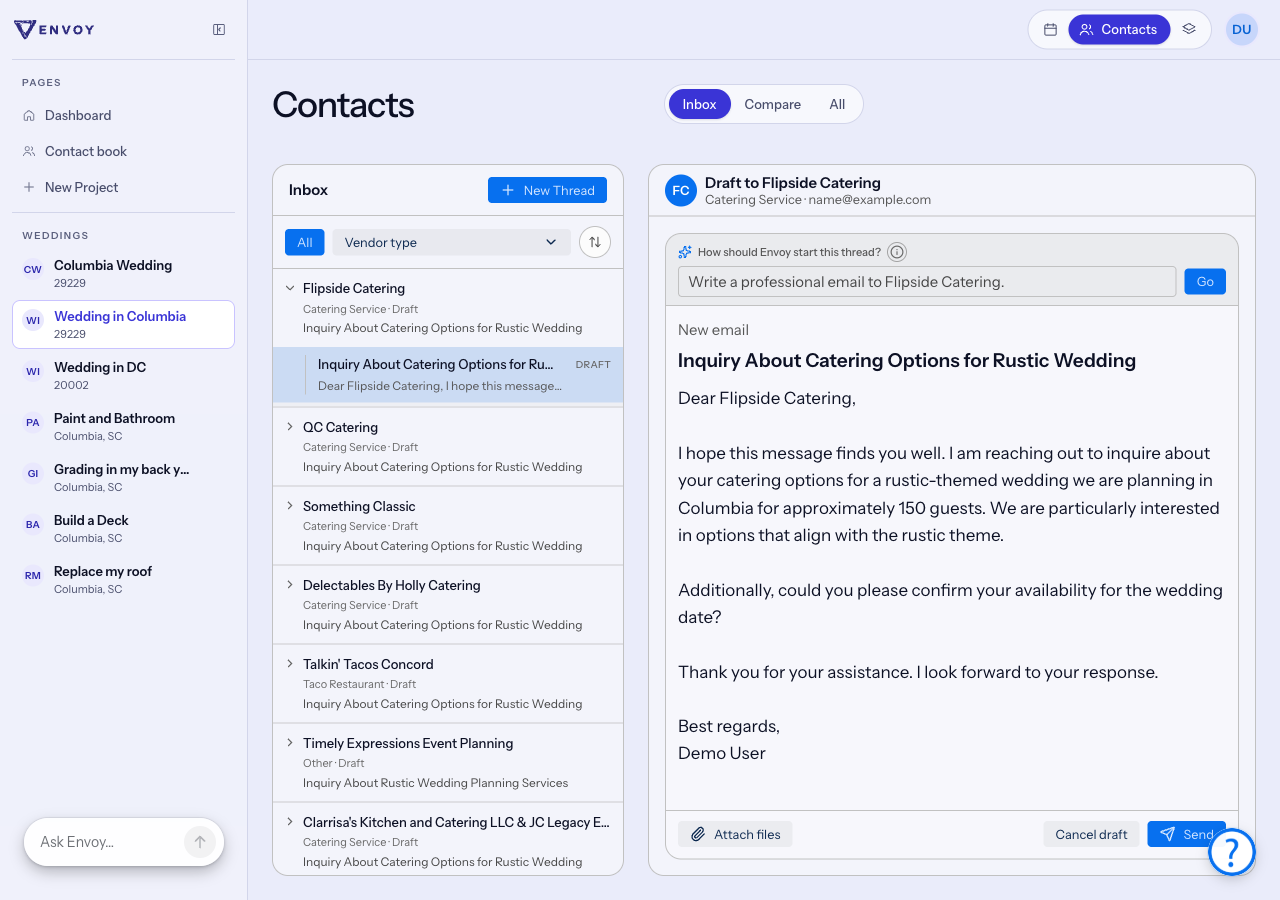 ENVOY
PAGES
Dashboard
Contact book
New Project
WEDDINGS
CW
Columbia Wedding
29229
WI
Wedding in Columbia
29229
WI
Wedding in DC
20002
PA
Paint and Bathroom
Columbia, SC
GI
Grading in my back y...
Columbia, SC
BA
Build a Deck
Columbia, SC
RM
Replace my roof
Columbia, SC
Ask Envoy...
Contacts
DU
Contacts
Inbox
Compare
All
Inbox
New Thread
All
Vendor type
Flipside Catering
Catering Service · Draft
Inquiry About Catering Options for Rustic Wedding
Inquiry About Catering Options for Ru...
DRAFT
Dear Flipside Catering, I hope this message...
QC Catering
Catering Service · Draft
Inquiry About Catering Options for Rustic Wedding
Something Classic
Catering Service · Draft
Inquiry About Catering Options for Rustic Wedding
Delectables By Holly Catering
Catering Service · Draft
Inquiry About Catering Options for Rustic Wedding
Talkin' Tacos Concord
Taco Restaurant · Draft
Inquiry About Catering Options for Rustic Wedding
Timely Expressions Event Planning
Other · Draft
Inquiry About Rustic Wedding Planning Services
Clarrisa's Kitchen and Catering LLC & JC Legacy E...
Catering Service · Draft
Inquiry About Catering Options for Rustic Wedding
FC
Draft to Flipside Catering
Catering Service · name@example.com
How should Envoy start this thread?
Write a professional email to Flipside Catering.
Go
New email
Inquiry About Catering Options for Rustic Wedding
Dear Flipside Catering,
I hope this message finds you well. I am reaching out to inquire about
your catering options for a rustic-themed wedding we are planning in
Columbia for approximately 150 guests. We are particularly interested
in options that align with the rustic theme.
Additionally, could you please confirm your availability for the wedding
date?
Thank you for your assistance. I look forward to your response.
Best regards,
Demo User
Attach files
Cancel draft
Send
?